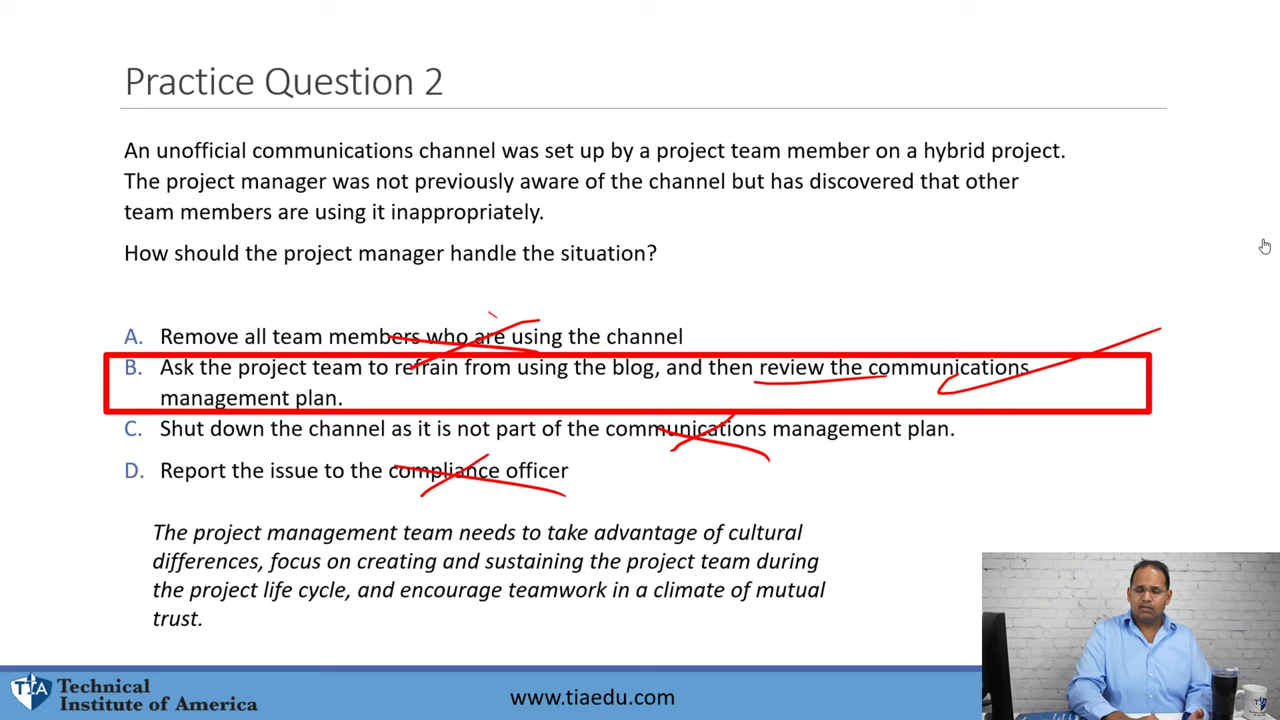 Practice Question 2
An unofficial communications channel was set up by a project team member on a hybrid project.
The project manager was not previously aware of the channel but has discovered that other
team members are using it inappropriately.
How should the project manager handle the situation?
A. Remove all team members who are using the channel
B. Ask the project team to refrain from using the blog, and then review the communications
management plan.
C. Shut down the channel as it is not part of the communications management plan.
D. Report the issue to the compliance officer
The project management team needs to take advantage of cultural
differences, focus on creating and sustaining the project team during
the project life cycle, and encourage teamwork in a climate of mutual
trust.
TIA
Technical
Institute of America
www.tiaedu.com